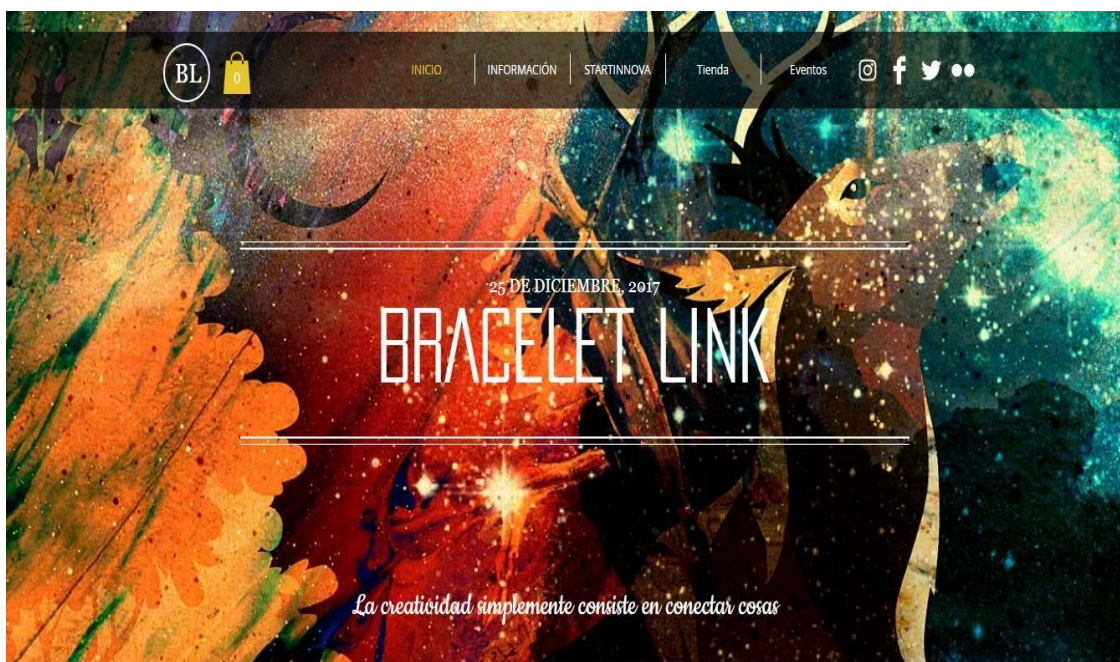 BL
0
INICIO
INFORMACIÓN
STARTINNOVA
Tienda
Eventos
25 DE DICIEMBRE, 2017
BRACELET LINK
La creatividad simplemente consiste en conectar cosas